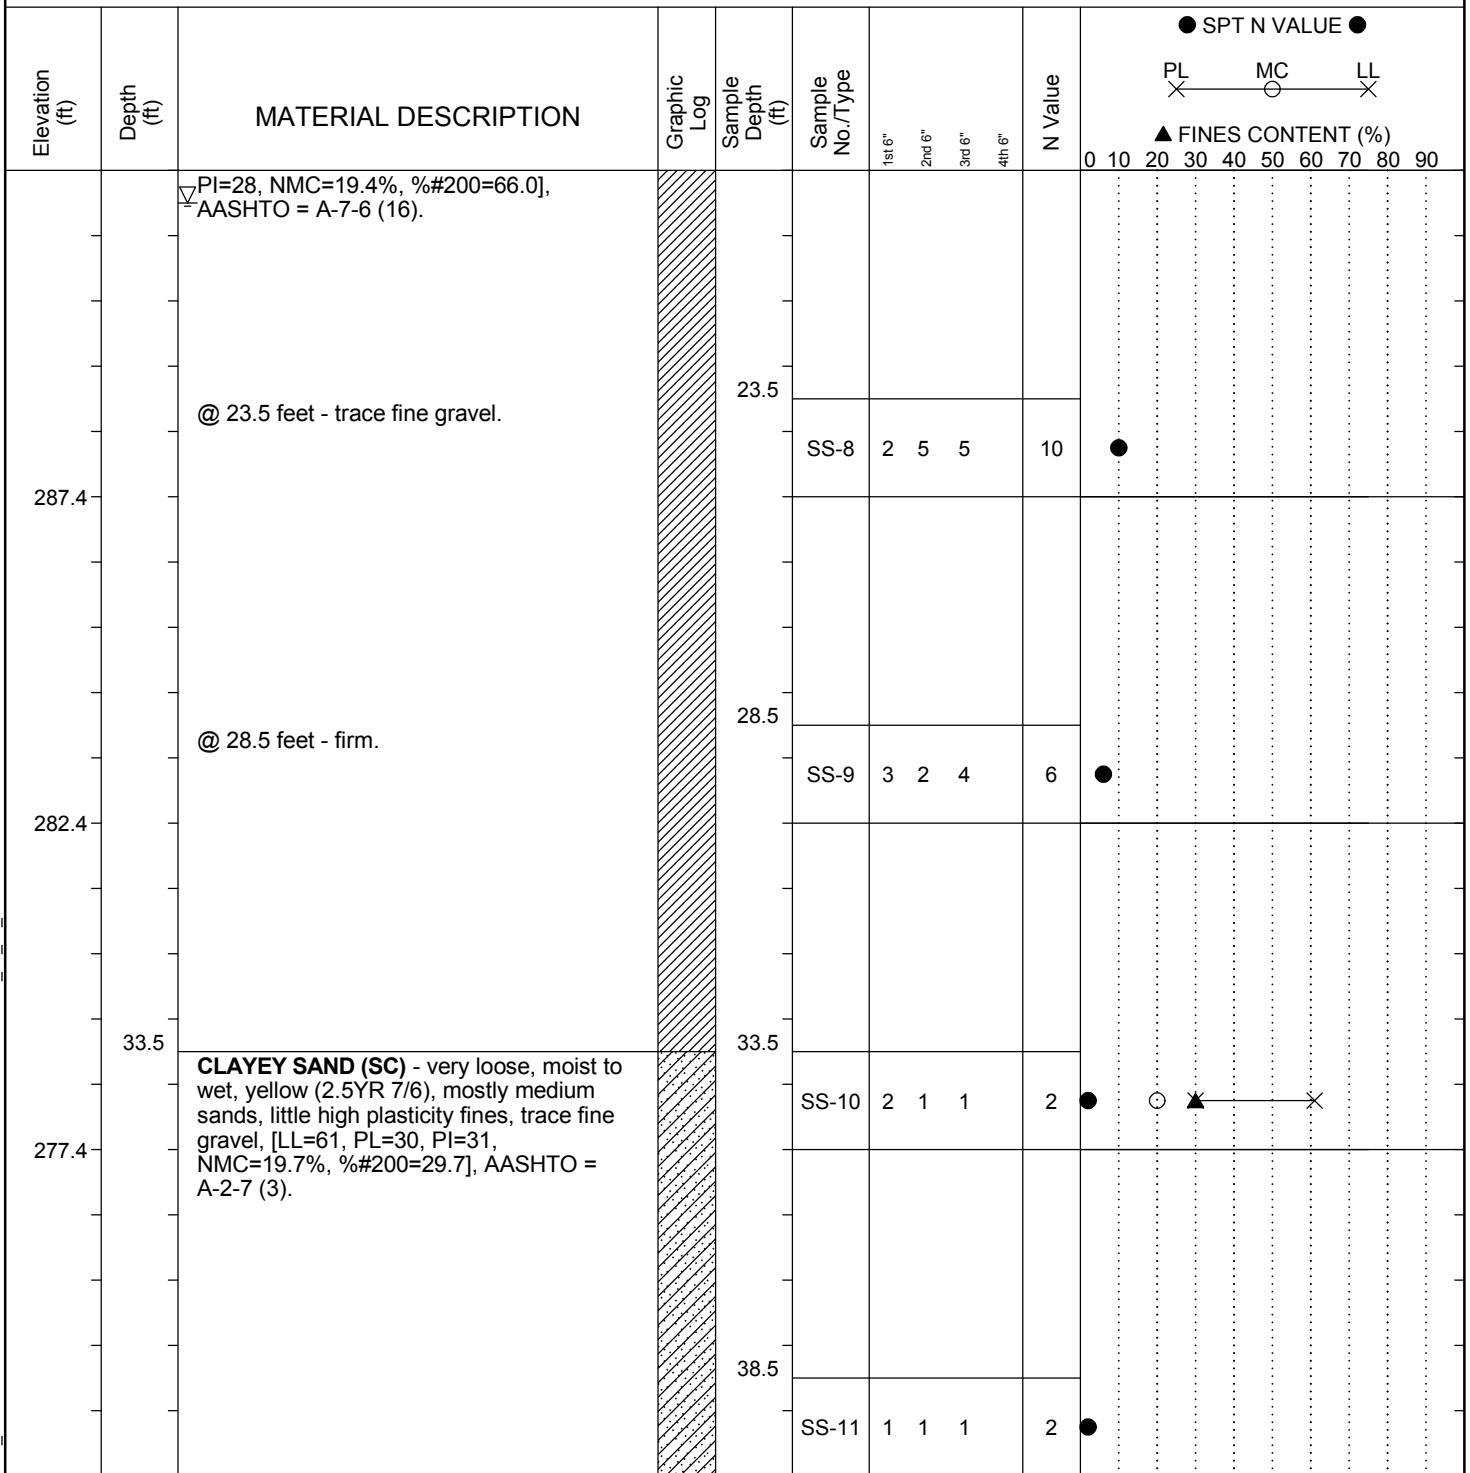 ● SPT N VALUE ●
PL MC LL
▲ FINES CONTENT (%)
0 10 20 30 40 50 60 70 80 90
Elevation
(ft)
Depth
(ft)
MATERIAL DESCRIPTION
Graphic
Log
Sample
Depth
(ft)
Sample
No./Type
1st 6"
2nd 6"
3rd 6"
4th 6"
N Value
PI=28, NMC=19.4%, %#200=66.0],
AASHTO = A-7-6 (16).
23.5
@ 23.5 feet - trace fine gravel.
SS-8 2 5 5 10
287.4
28.5
@ 28.5 feet - firm.
SS-9 3 2 4 6
282.4
33.5 33.5
CLAYEY SAND (SC) - very loose, moist to
wet, yellow (2.5YR 7/6), mostly medium
sands, little high plasticity fines, trace fine
gravel, [LL=61, PL=30, PI=31,
NMC=19.7%, %#200=29.7], AASHTO =
A-2-7 (3).
SS-10 2 1 1 2
277.4
38.5
SS-11 1 1 1 2